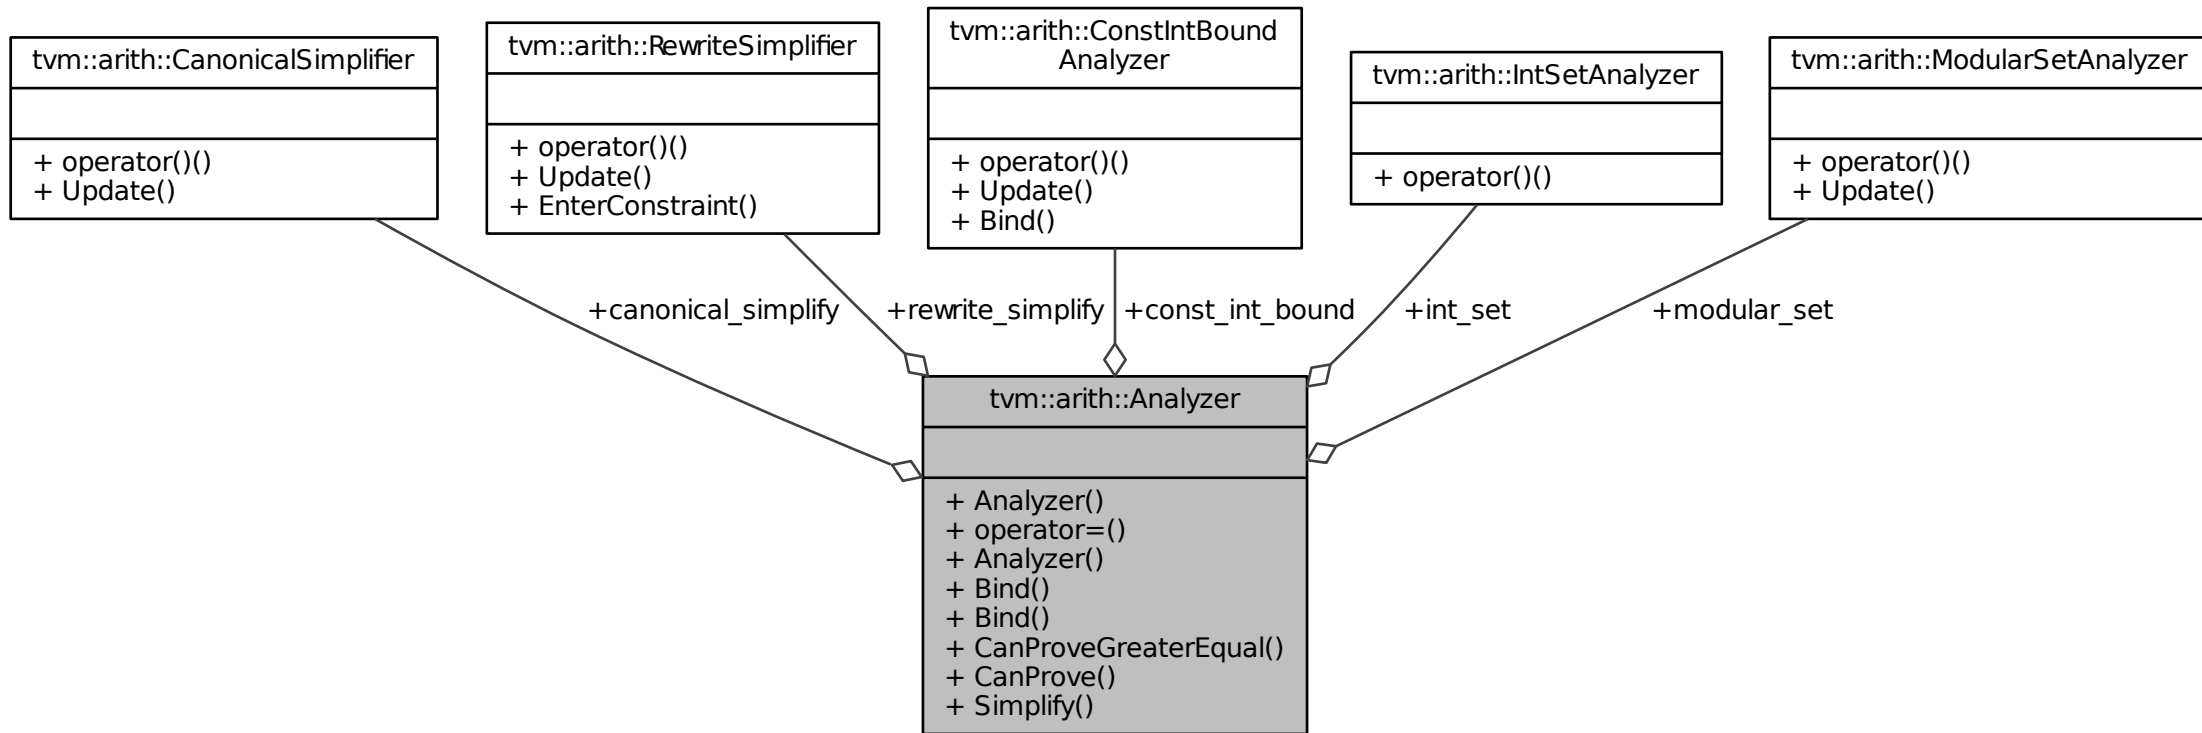 tvm::arith::CanonicalSimplifier
+ operator()()
+ Update()
tvm::arith::RewriteSimplifier
+ operator()()
+ Update()
+ EnterConstraint()
tvm::arith::ConstIntBound
Analyzer
+ operator()()
+ Update()
+ Bind()
tvm::arith::IntSetAnalyzer
+ operator()()
tvm::arith::ModularSetAnalyzer
+ operator()()
+ Update()
+canonical_simplify
+rewrite_simplify
+const_int_bound
+int_set
+modular_set
tvm::arith::Analyzer
+ Analyzer()
+ operator=()
+ Analyzer()
+ Bind()
+ Bind()
+ CanProveGreaterEqual()
+ CanProve()
+ Simplify()